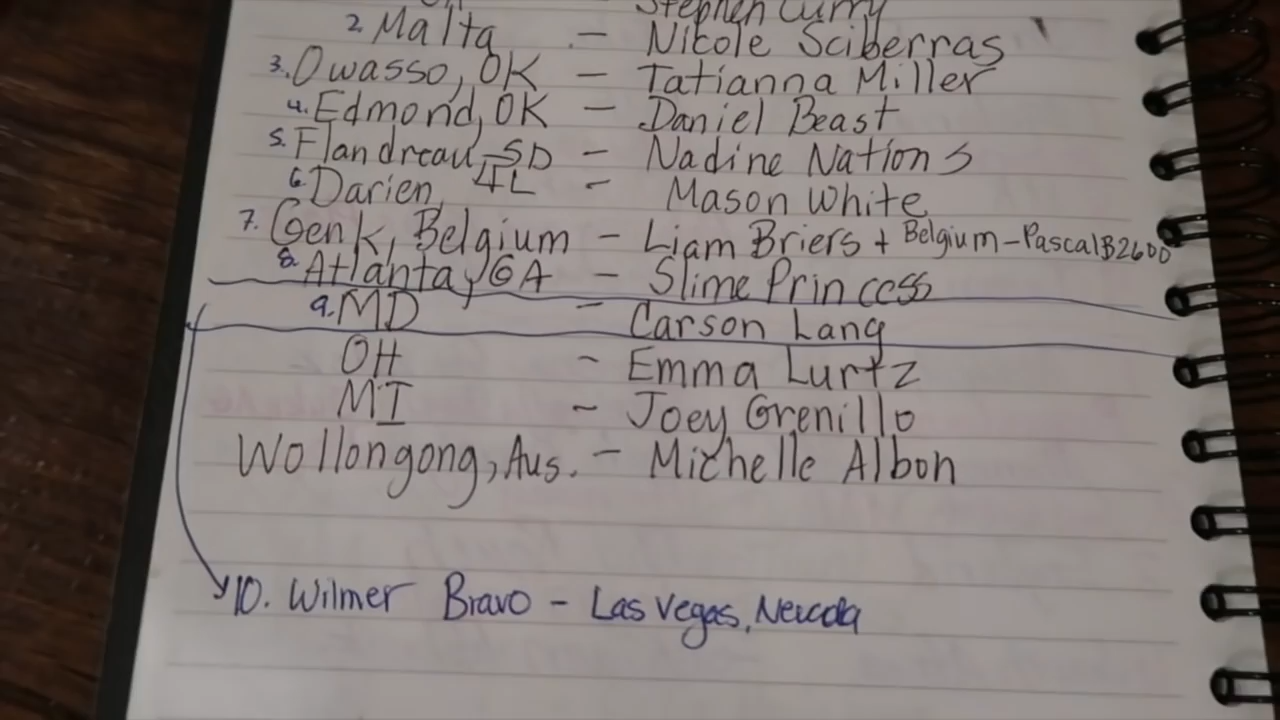 Stephen Curry
2. Malta - Nicole Sciberras
3. Owasso, OK - Tatianna Miller
4. Edmond, OK - Daniel Beast
5. Flandreau, SD - Nadine Nations
6. Darien, IL - Mason White
7. Genk, Belgium - Liam Briers + Belgium - PascalB2600
8. Atlanta, GA - Slime Princess
9. MD - Carson Lang
OH - Emma Lurtz
MI - Joey Grenillo
Wollongong, Aus. - Michelle Albon
10. Wilmer Bravo - Las Vegas, Nevada